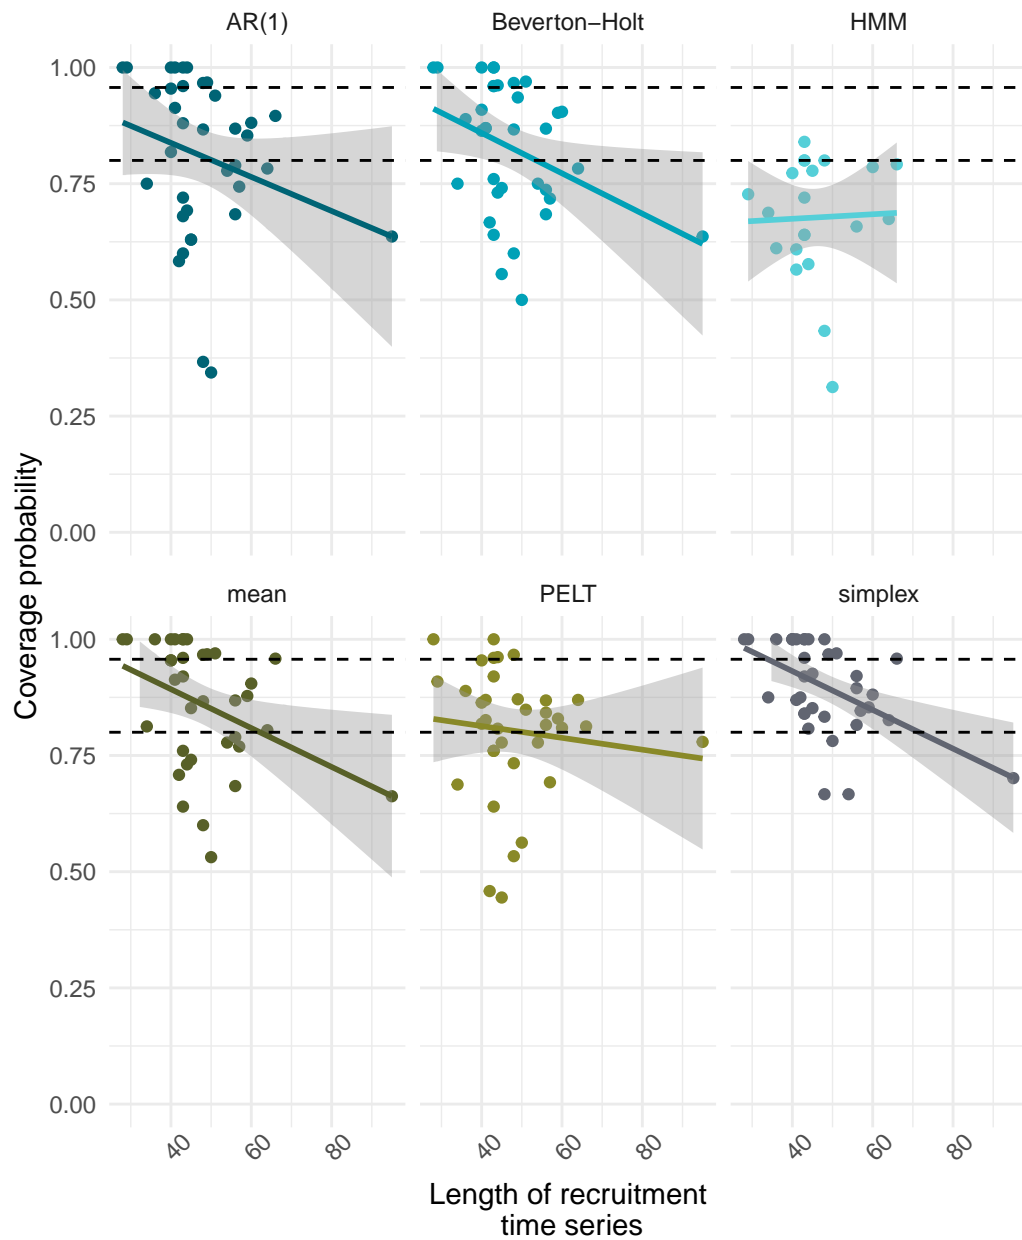 AR(1) Beverton−Holt HMM
1.00
0.75
0.50
0.25
0.00
Coverage probability
mean PELT simplex
1.00
0.75
0.50
0.25
0.00
40 60 80 40 60 80 40 60 80
Length of recruitment
time series